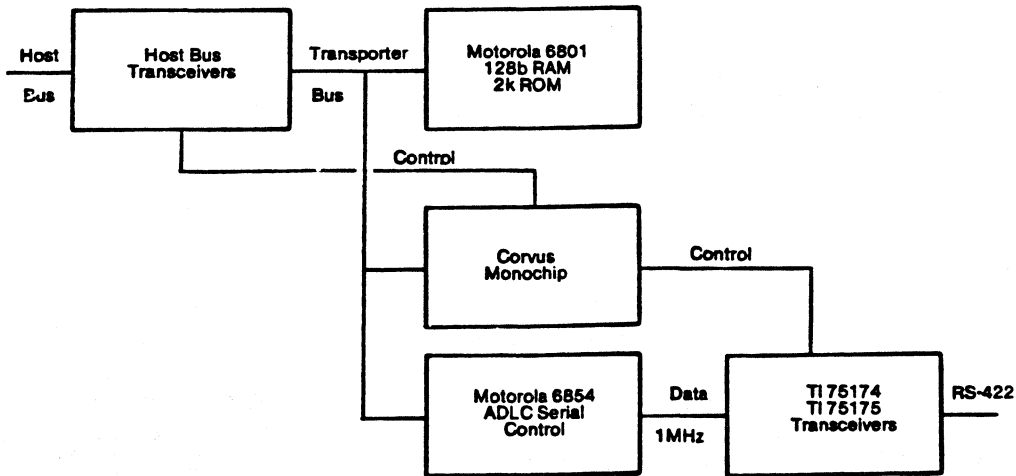 Host
Bus
Host Bus
Transceivers
Transporter
Bus
Motorola 6801
128b RAM
2k ROM
Control
Corvus
Monochip
Control
Motorola 6854
ADLC Serial
Control
Data
1MHz
TI 75174
TI 75175
Transceivers
RS-422